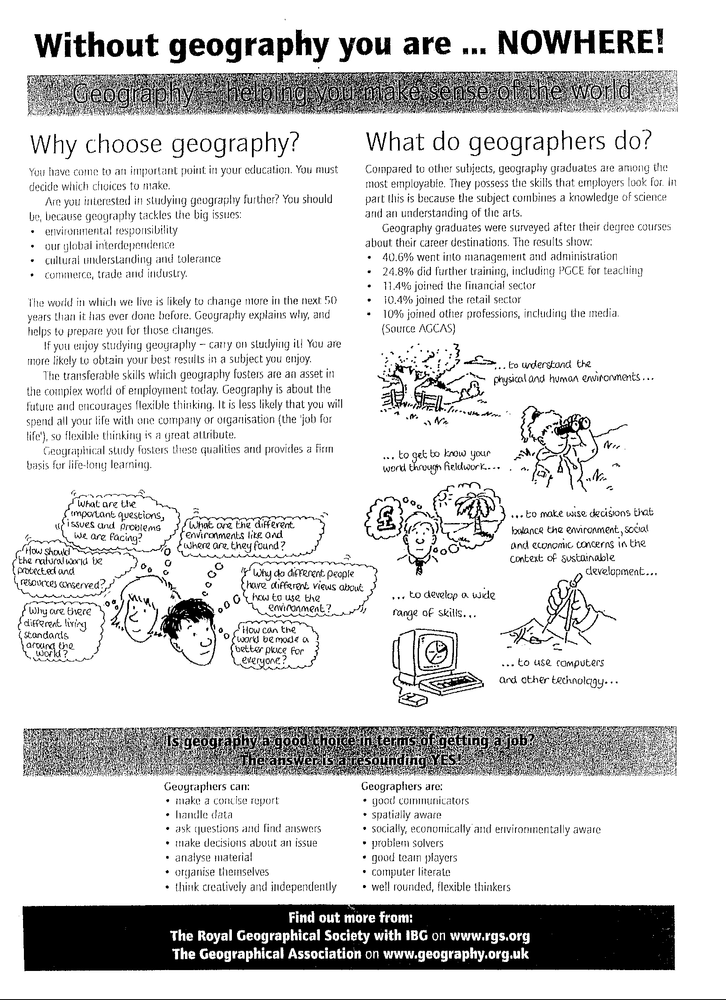 Without geography you are ... NOWHERE!
Geography – helping you make sense of the world
Why choose geography?
You have come to an important point in your education. You must
decide which choices to make.
Are you interested in studying geography further? You should
be, because geography tackles the big issues:
• environmental responsibility
• our global interdependence
• cultural understanding and tolerance
• commerce, trade and industry.
The world in which we live is likely to change more in the next 50
years than it has ever done before. Geography explains why, and
helps to prepare you for those changes.
If you enjoy studying geography – carry on studying it! You are
more likely to obtain your best results in a subject you enjoy.
The transferable skills which geography fosters are an asset in
the complex world of employment today. Geography is about the
future and encourages flexible thinking. It is less likely that you will
spend all your life with one company or organisation (the 'job for
life'), so flexible thinking is a great attribute.
Geographical study fosters these qualities and provides a firm
basis for life-long learning.
What are the
important questions,
issues and problems
we are facing?
What are the different
environments like and
where are they found?
How should
the natural world be
protected and
resources conserved?
Why do different people
have different views about
how to use the
environment?
Why are there
different living
standards
around the
world?
How can the
world be made a
better place for
everyone?
What do geographers do?
Compared to other subjects, geography graduates are among the
most employable. They possess the skills that employers look for. In
part this is because the subject combines a knowledge of science
and an understanding of the arts.
Geography graduates were surveyed after their degree courses
about their career destinations. The results show:
• 40.6% went into management and administration
• 24.8% did further training, including PGCE for teaching
• 11.4% joined the financial sector
• 10.4% joined the retail sector
• 10% joined other professions, including the media.
(Source AGCAS)
... to understand the
physical and human environments...
... to get to know your
world through fieldwork....
£
... to make wise decisions that
balance the environment, social
and economic concerns in the
context of sustainable
development...
... to develop a wide
range of skills...
... to use computers
and other technology...
Is geography a good choice in terms of getting a job?
The answer is a resounding YES!
Geographers can:
• make a concise report
• handle data
• ask questions and find answers
• make decisions about an issue
• analyse material
• organise themselves
• think creatively and independently
Geographers are:
• good communicators
• spatially aware
• socially, economically and environmentally aware
• problem solvers
• good team players
• computer literate
• well rounded, flexible thinkers
Find out more from:
The Royal Geographical Society with IBG on www.rgs.org
The Geographical Association on www.geography.org.uk